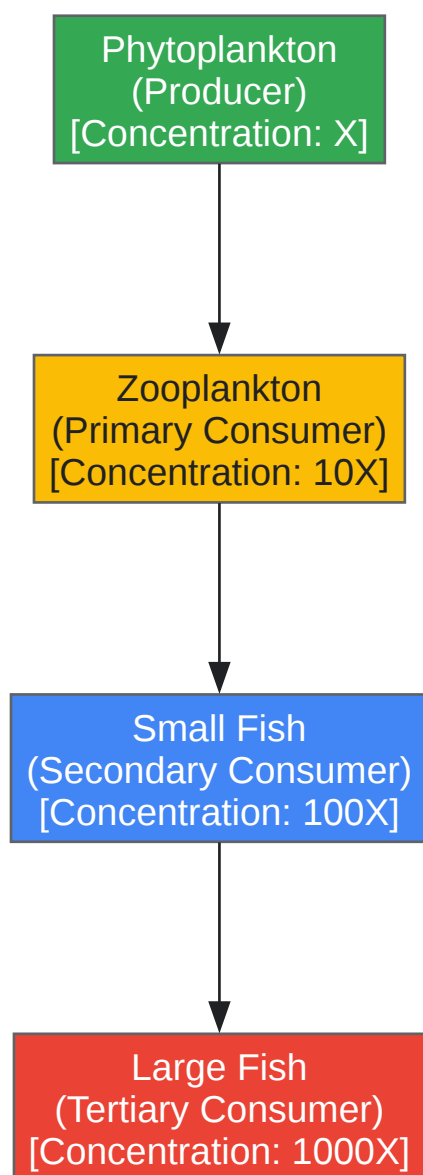 Phytoplankton
(Producer)
[Concentration: X]
Zooplankton
(Primary Consumer)
[Concentration: 10X]
Small Fish
(Secondary Consumer)
[Concentration: 100X]
Large Fish
(Tertiary Consumer)
[Concentration: 1000X]